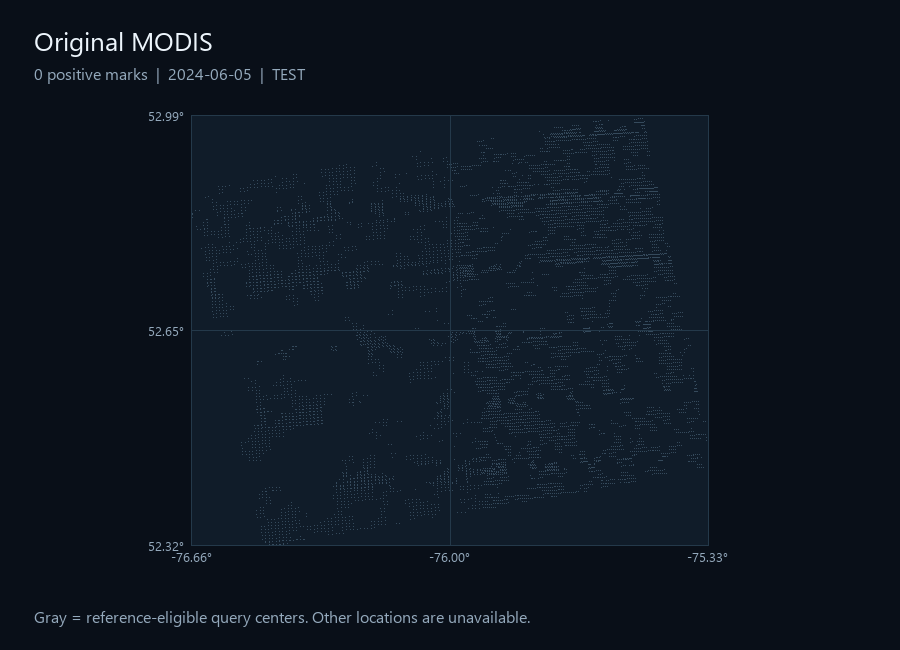 Original MODIS
0 positive marks | 2024-06-05 | TEST
52.99°
52.65°
52.32°
-76.66°
-76.00°
-75.33°
Gray = reference-eligible query centers. Other locations are unavailable.